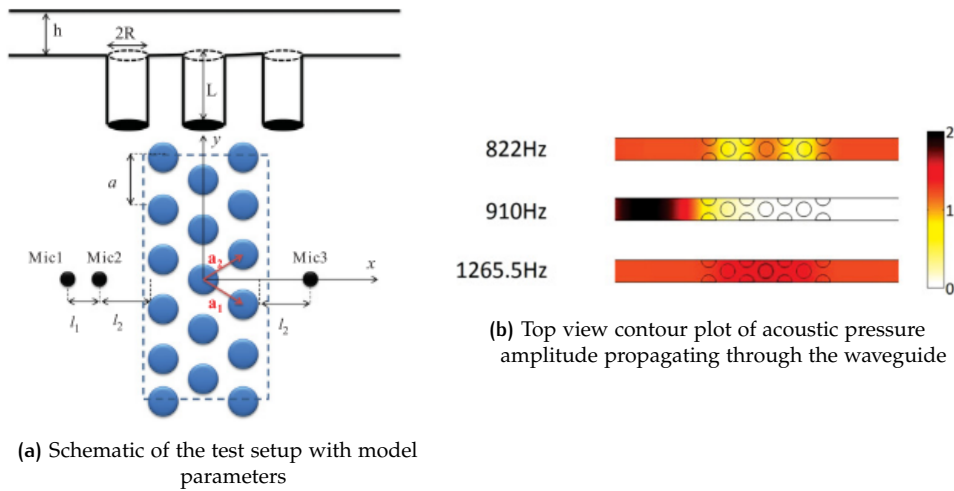 h
2R
L
y
a
Mic1
Mic2
a₂
a₁
Mic3
x
l₁
l₂
l₂
(a) Schematic of the test setup with model
parameters
822Hz
910Hz
1265.5Hz
2
1
0
(b) Top view contour plot of acoustic pressure
amplitude propagating through the waveguide